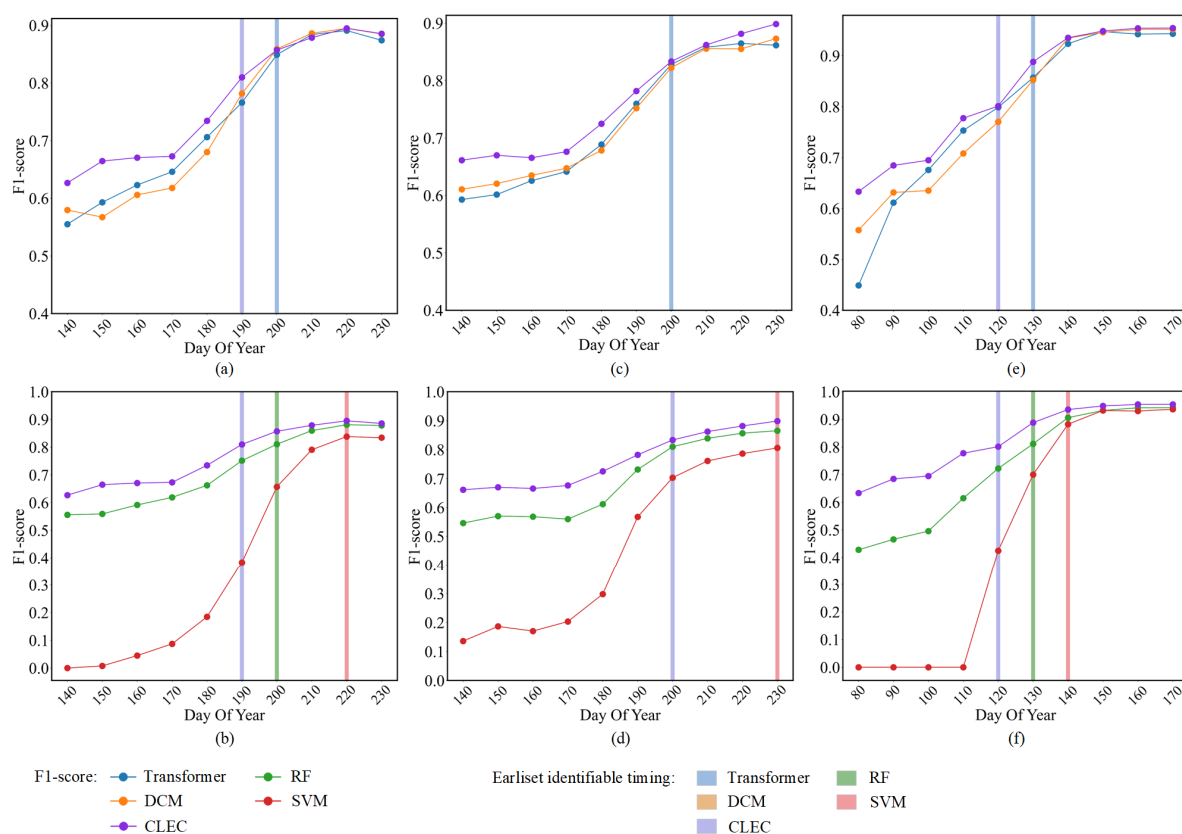 0.9
0.8
0.7
0.6
0.5
0.4
F1-score
140 150 160 170 180 190 200 210 220 230
Day Of Year
(a)
0.9
0.8
0.7
0.6
0.5
0.4
F1-score
140 150 160 170 180 190 200 210 220 230
Day Of Year
(c)
0.9
0.8
0.7
0.6
0.5
0.4
F1-score
80 90 100 110 120 130 140 150 160 170
Day Of Year
(e)
1.0
0.9
0.8
0.7
0.6
0.5
0.4
0.3
0.2
0.1
0.0
F1-score
140 150 160 170 180 190 200 210 220 230
Day Of Year
(b)
1.0
0.9
0.8
0.7
0.6
0.5
0.4
0.3
0.2
0.1
0.0
F1-score
140 150 160 170 180 190 200 210 220 230
Day Of Year
(d)
1.0
0.9
0.8
0.7
0.6
0.5
0.4
0.3
0.2
0.1
0.0
F1-score
80 90 100 110 120 130 140 150 160 170
Day Of Year
(f)
F1-score: Transformer RF
DCM SVM
CLEC
Earliset identifiable timing: Transformer RF
DCM SVM
CLEC